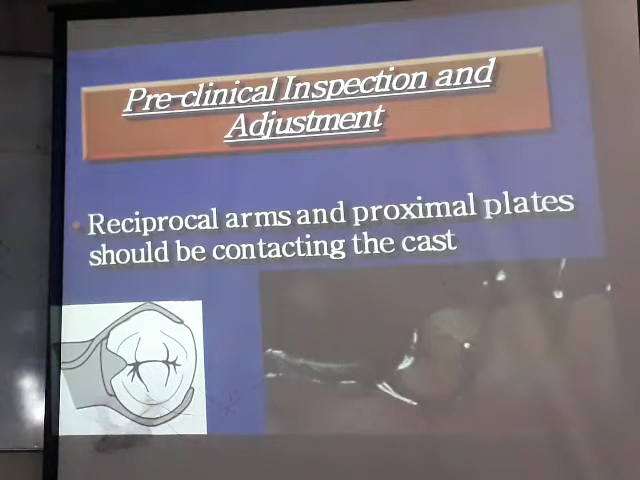 Pre-clinical Inspection and
Adjustment
Reciprocal arms and proximal plates
should be contacting the cast